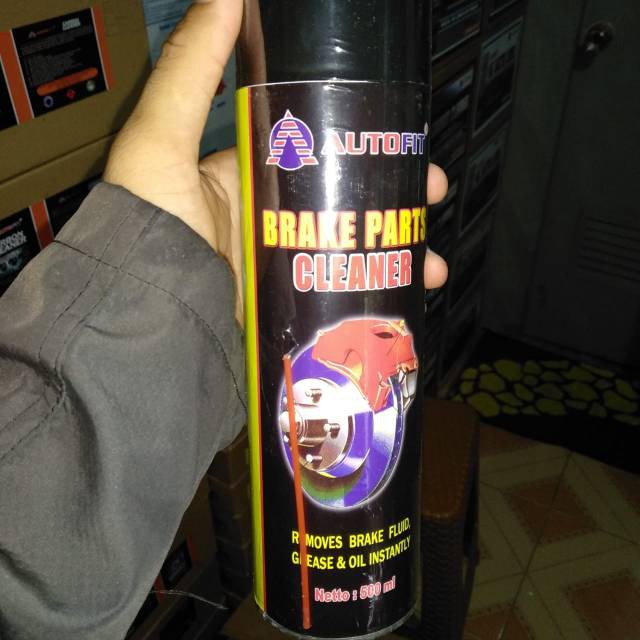 AUTOFIT
BRAKE PARTS
CLEANER
REMOVES BRAKE FLUID,
GREASE & OIL INSTANTLY
Netto : 500 ml